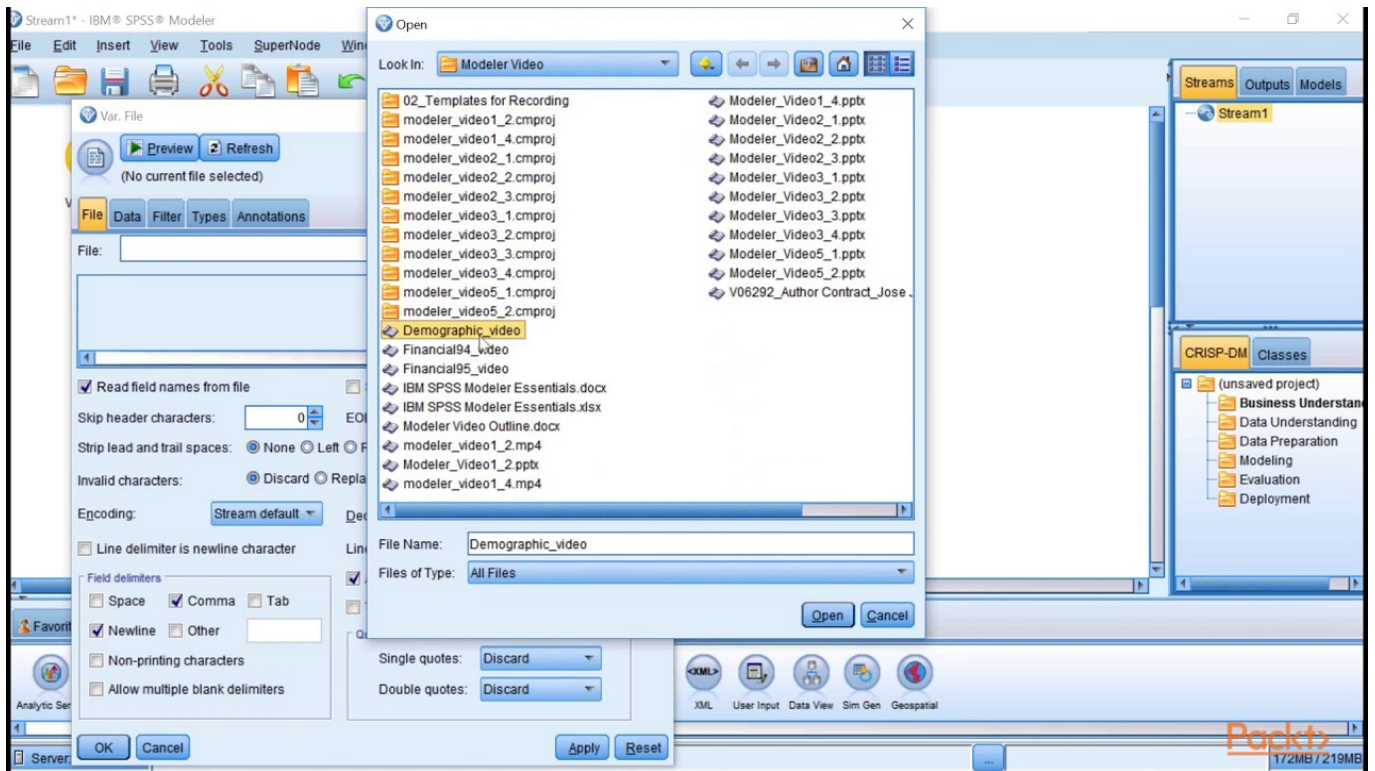 Stream1* - IBM® SPSS® Modeler
File Edit Insert View Tools SuperNode
Var. File
Preview Refresh
(No current file selected)
File Data Filter Types Annotations
File:
Read field names from file
Skip header characters: 0
Strip lead and trail spaces: None Left
Invalid characters: Discard
Encoding: Stream default
Line delimiter is newline character
Field delimiters
Space Comma Tab
Newline Other
Non-printing characters
Allow multiple blank delimiters
Single quotes: Discard
Double quotes: Discard
OK Cancel Apply Reset
Open
Look In: Modeler Video
02_Templates for Recording
modeler_video1_2.cmproj
modeler_video1_4.cmproj
modeler_video2_1.cmproj
modeler_video2_2.cmproj
modeler_video2_3.cmproj
modeler_video3_1.cmproj
modeler_video3_2.cmproj
modeler_video3_3.cmproj
modeler_video3_4.cmproj
modeler_video5_1.cmproj
modeler_video5_2.cmproj
Demographic_video
Financial94_video
Financial95_video
IBM SPSS Modeler Essentials.docx
IBM SPSS Modeler Essentials.xlsx
Modeler Video Outline.docx
modeler_video1_2.mp4
Modeler_Video1_2.pptx
modeler_video1_4.mp4
Modeler_Video1_4.pptx
Modeler_Video2_1.pptx
Modeler_Video2_2.pptx
Modeler_Video2_3.pptx
Modeler_Video3_1.pptx
Modeler_Video3_2.pptx
Modeler_Video3_3.pptx
Modeler_Video3_4.pptx
Modeler_Video5_1.pptx
Modeler_Video5_2.pptx
V06292_Author Contract_Jose
File Name: Demographic_video
Files of Type: All Files
Open Cancel
Streams Outputs Models
Stream1
CRISP-DM Classes
(unsaved project)
Business Understan
Data Understanding
Data Preparation
Modeling
Evaluation
Deployment
<XML>
XML User Input Data View Sim Gen Geospatial
Analytic Ser
Server:
Packt>
172MB / 219MB